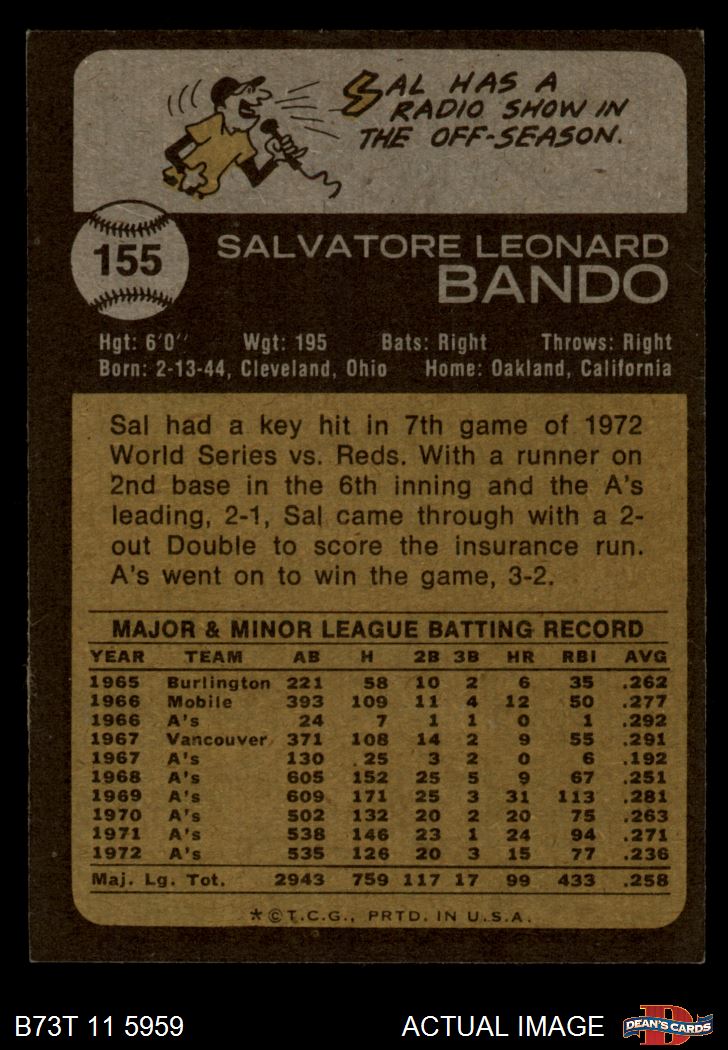 SAL HAS A
RADIO SHOW IN
THE OFF-SEASON.
155
SALVATORE LEONARD
BANDO
Hgt: 6'0'' Wgt: 195 Bats: Right Throws: Right
Born: 2-13-44, Cleveland, Ohio Home: Oakland, California
Sal had a key hit in 7th game of 1972
World Series vs. Reds. With a runner on
2nd base in the 6th inning and the A's
leading, 2-1, Sal came through with a 2-
out Double to score the insurance run.
A's went on to win the game, 3-2.
MAJOR & MINOR LEAGUE BATTING RECORD
YEAR TEAM AB H 2B 3B HR RBI AVG
1965 Burlington 221 58 10 2 6 35 .262
1966 Mobile 393 109 11 4 12 50 .277
1966 A's 24 7 1 1 0 1 .292
1967 Vancouver 371 108 14 2 9 55 .291
1967 A's 130 25 3 2 0 6 .192
1968 A's 605 152 25 5 9 67 .251
1969 A's 609 171 25 3 31 113 .281
1970 A's 502 132 20 2 20 75 .263
1971 A's 538 146 23 1 24 94 .271
1972 A's 535 126 20 3 15 77 .236
Maj. Lg. Tot. 2943 759 117 17 99 433 .258
*©T.C.G., PRTD. IN U.S.A.
B73T 11 5959 ACTUAL IMAGE
D
DEAN'S CARDS